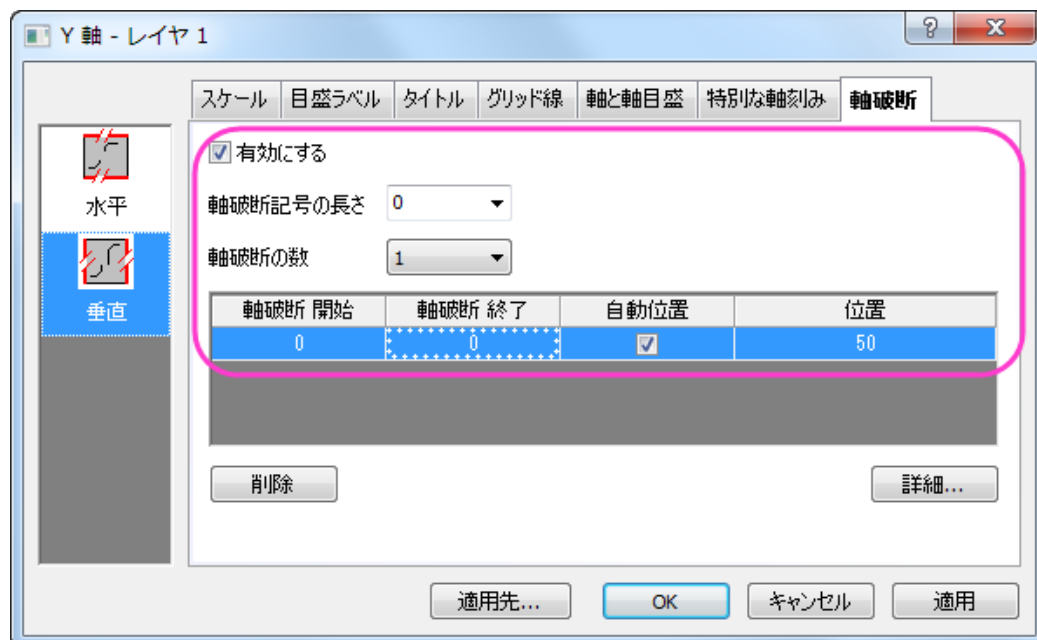 Y 軸 - レイヤ 1
スケール 目盛ラベル タイトル グリッド線 軸と軸目盛 特別な軸刻み 軸破断
水平
垂直
有効にする
軸破断記号の長さ 0
軸破断の数 1
軸破断 開始 軸破断 終了 自動位置 位置
0 0 50
削除 詳細...
適用先... OK キャンセル 適用